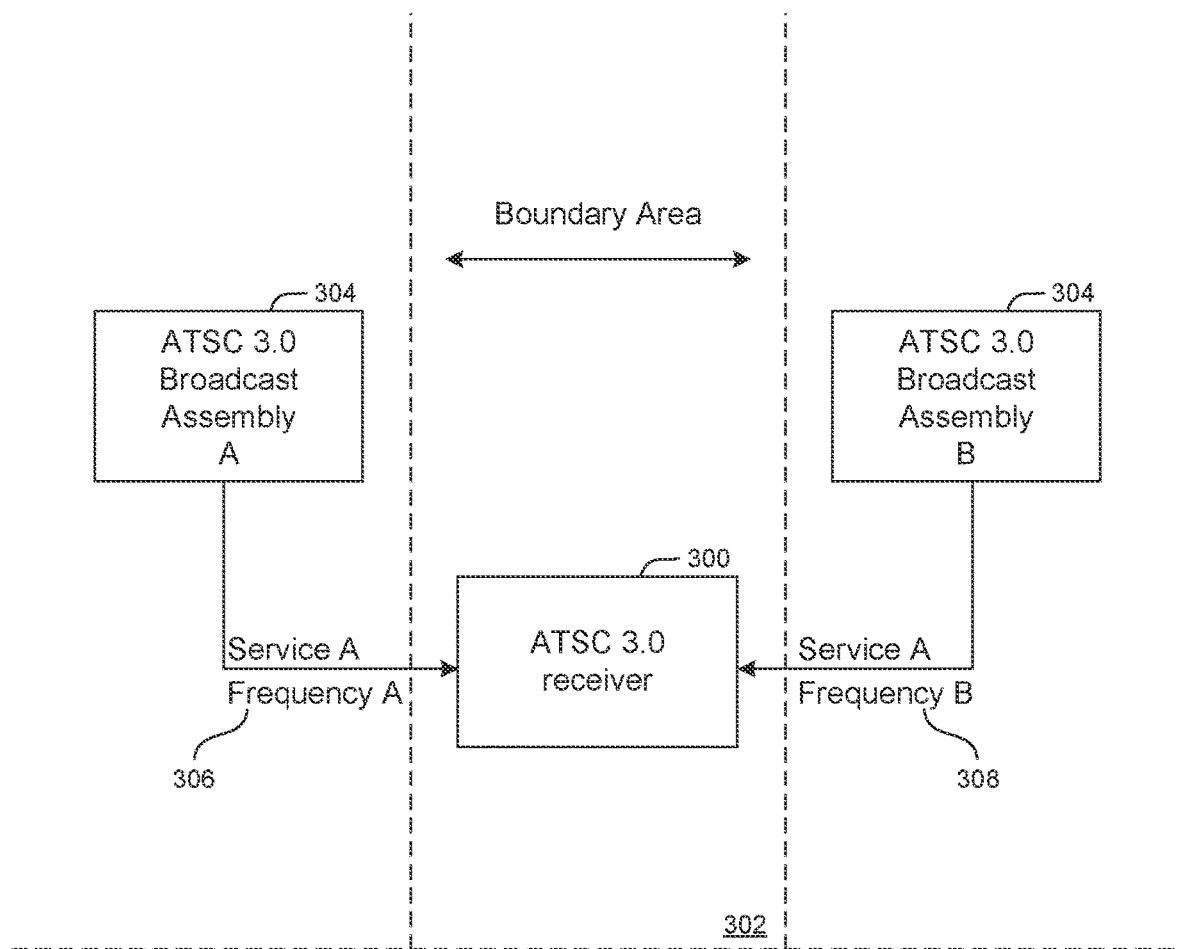 Boundary Area
304
304
ATSC 3.0
Broadcast
Assembly
A
ATSC 3.0
Broadcast
Assembly
B
300
ATSC 3.0
receiver
Service A
Frequency A
Service A
Frequency B
306
308
302